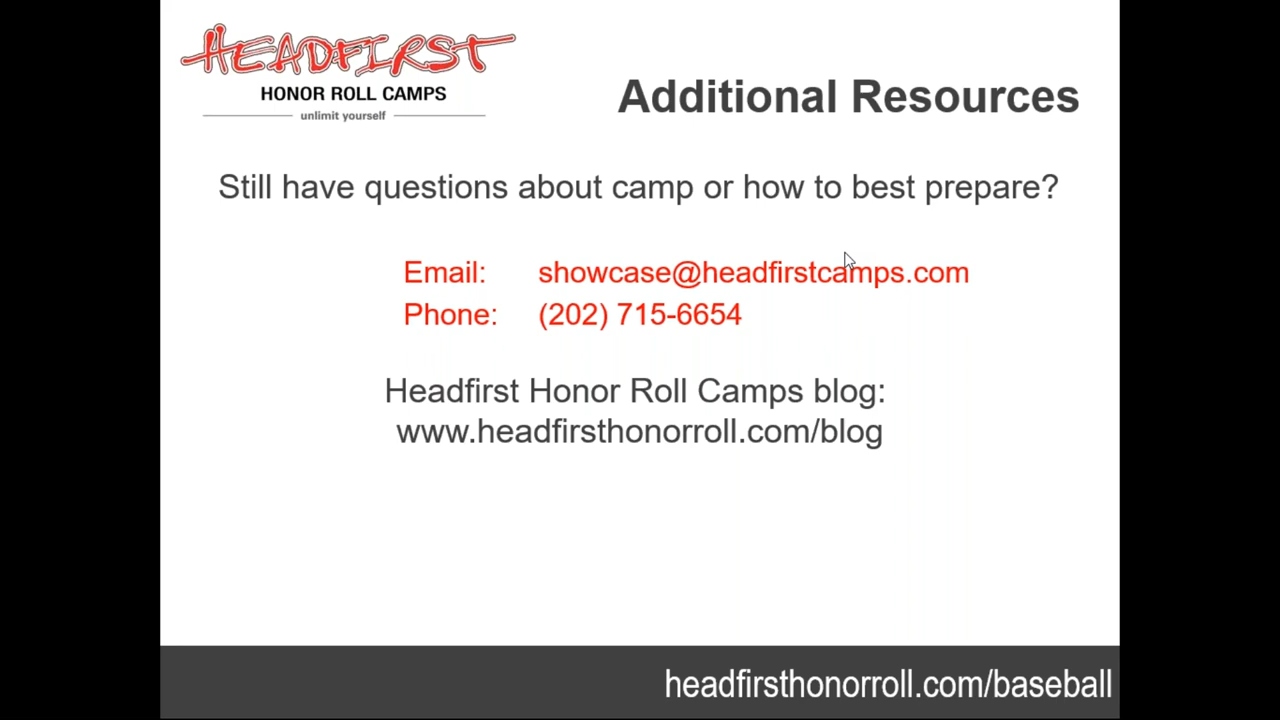 HEADFIRST
HONOR ROLL CAMPS
unlimit yourself
Additional Resources
Still have questions about camp or how to best prepare?
Email: showcase@headfirstcamps.com
Phone: (202) 715-6654
Headfirst Honor Roll Camps blog:
www.headfirsthonorroll.com/blog
headfirsthonorroll.com/baseball